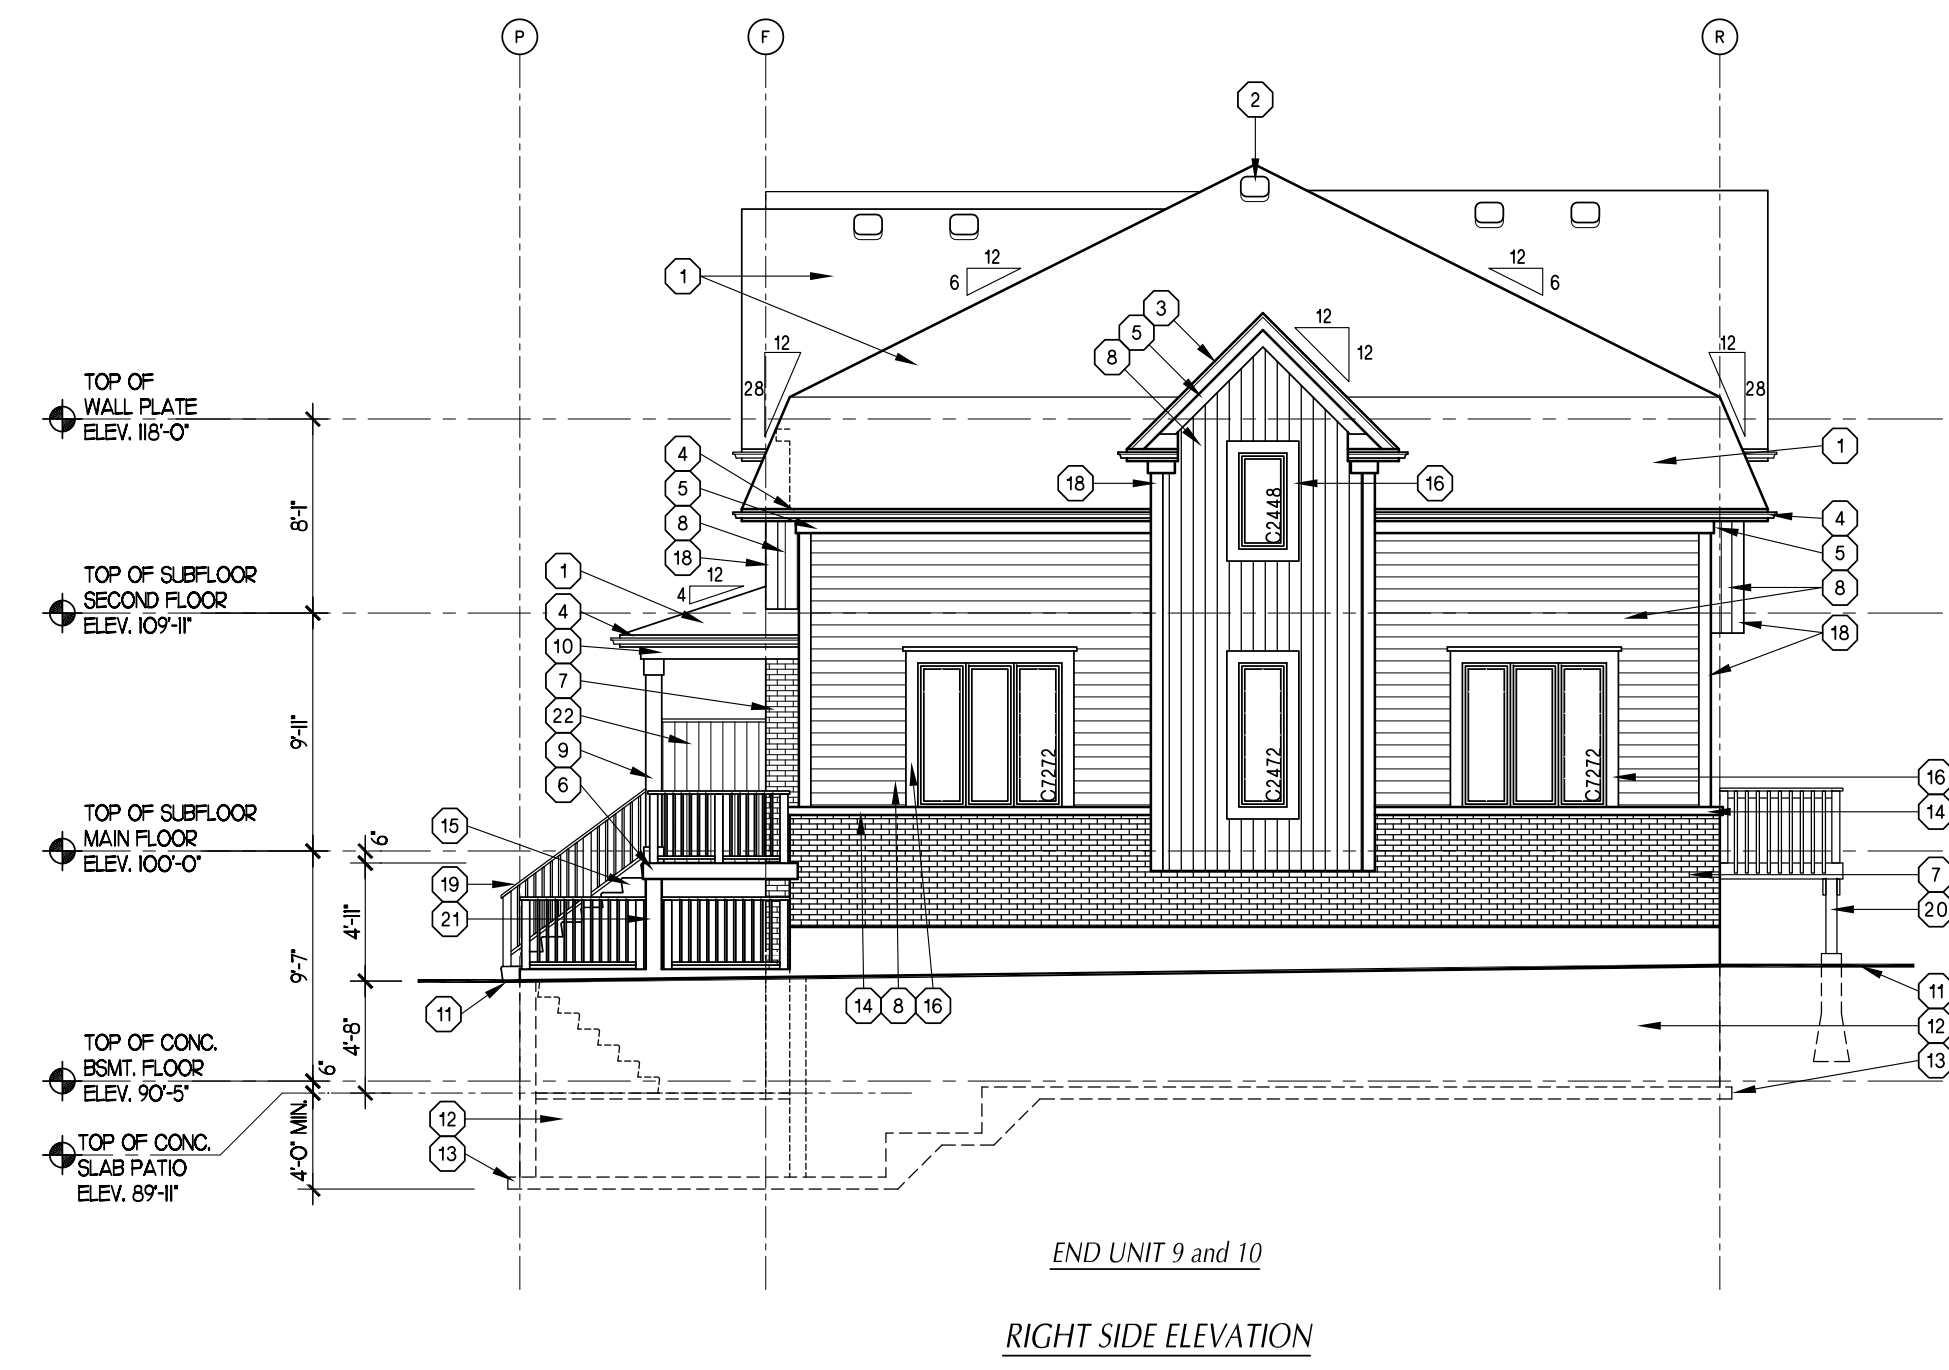 P F R
2
12 12
1 6 6
3
12
5
12 12
8 12
TOP OF
28 28
WALL PLATE
ELEV. 118'-0"
4 1
5 18 16
C2448
8'-1" 8 4
18 5
TOP OF SUBFLOOR
1 12
SECOND FLOOR 4 8
ELEV. 109'-11" 4
10 18
7
22
9'-11"
9
C7272 C2472 C7272 16
6
TOP OF SUBFLOOR 14
MAIN FLOOR 6" 15
ELEV. 100'-0"
19 7
4'-11" 21 20
9'-7"
11 14 8 16 11
4'-8" 12
TOP OF CONC.
BSMT. FLOOR 6" 13
ELEV. 90'-5"
4'-0" MIN. 12
TOP OF CONC.
13
SLAB PATIO
ELEV. 89'-11"
END UNIT 9 and 10
RIGHT SIDE ELEVATION